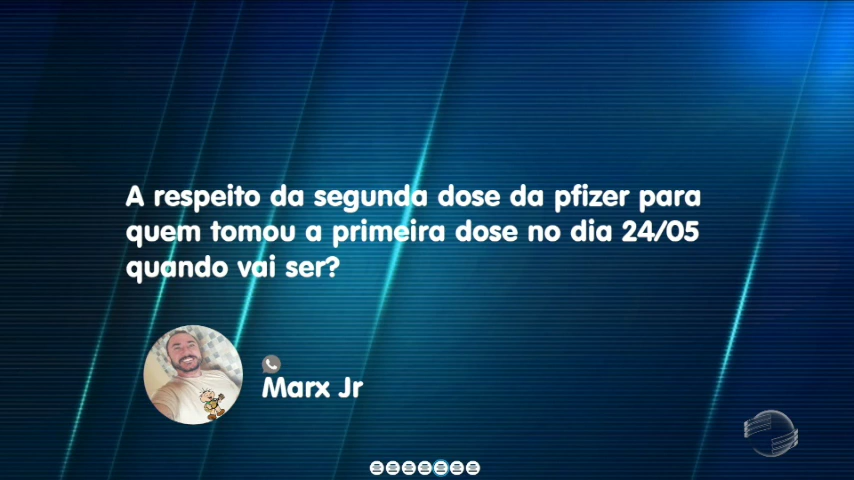 A respeito da segunda dose da pfizer para
quem tomou a primeira dose no dia 24/05
quando vai ser?
Marx Jr